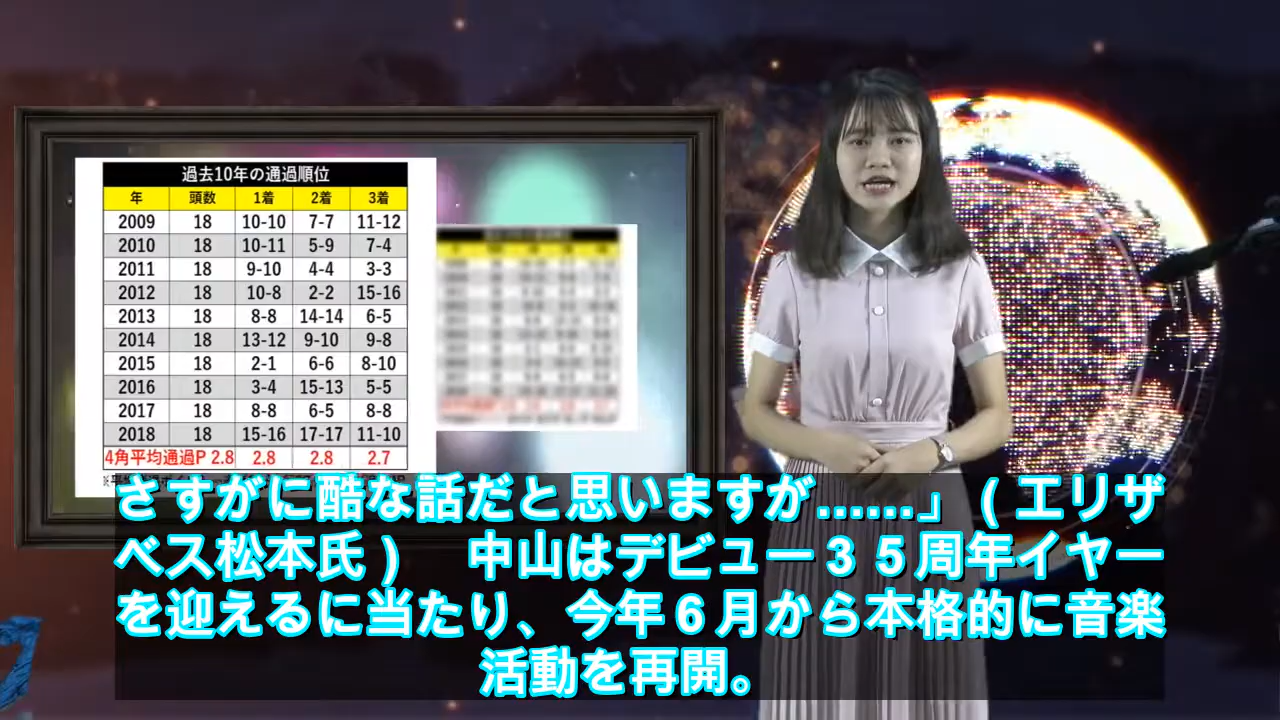 過去10年の通過順位
年 頭数 1着 2着 3着
2009 18 10-10 7-7 11-12
2010 18 10-11 5-9 7-4
2011 18 9-10 4-4 3-3
2012 18 10-8 2-2 15-16
2013 18 8-8 14-14 6-5
2014 18 13-12 9-10 9-8
2015 18 2-1 6-6 8-10
2016 18 3-4 15-13 5-5
2017 18 8-8 6-5 8-8
2018 18 15-16 17-17 11-10
4角平均通過P 2.8 2.8 2.8 2.7
さすがに酷な話だと思いますが……」(エリザ
ベス松本氏) 中山はデビュー35周年イヤー
を迎えるに当たり、今年6月から本格的に音楽
活動を再開。